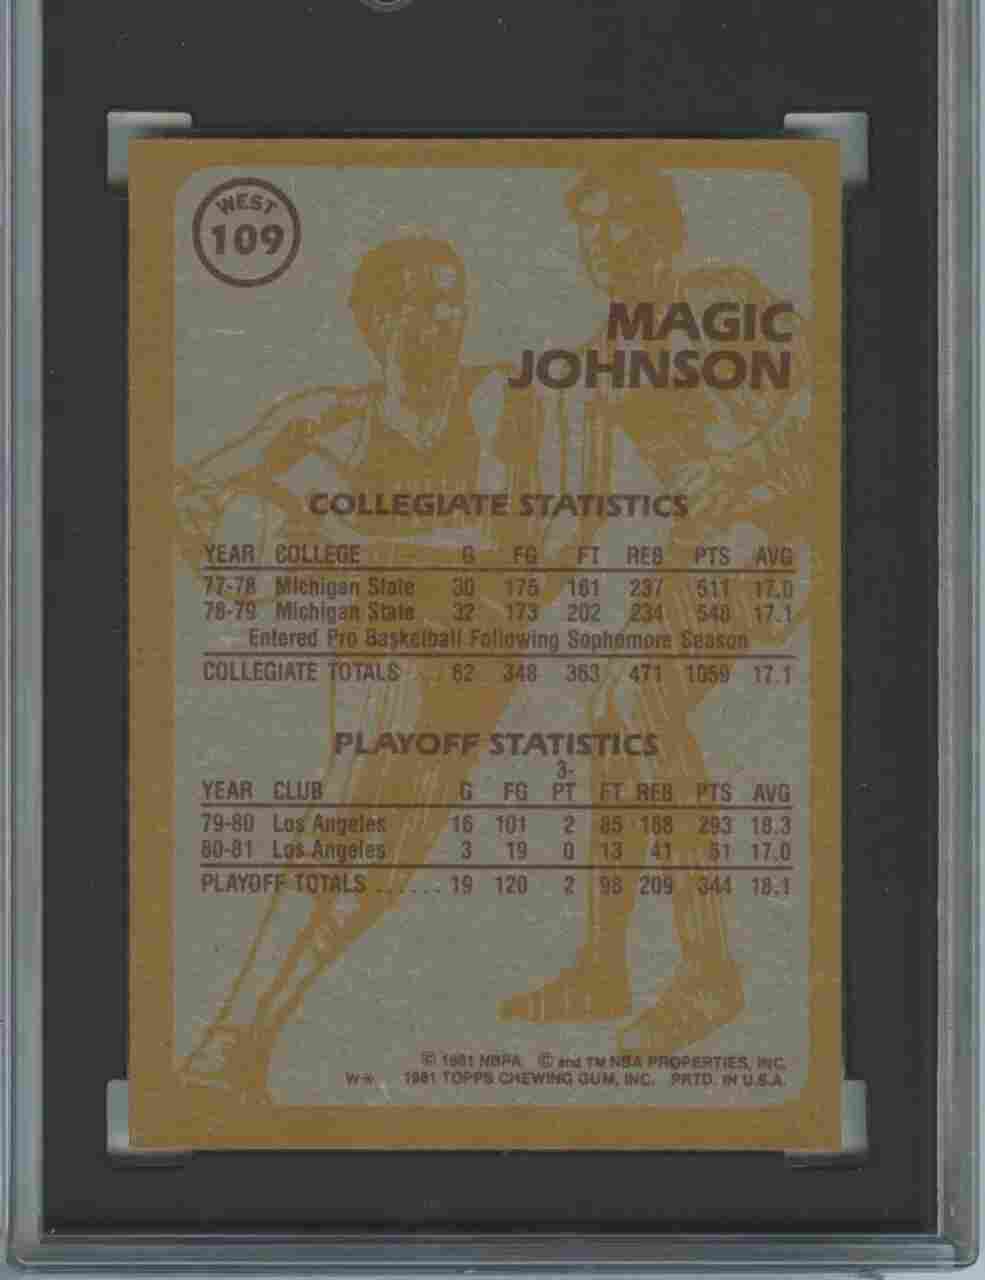 WEST
109
MAGIC
JOHNSON
COLLEGIATE STATISTICS
YEAR COLLEGE G FG FT REB PTS AVG
77-78 Michigan State 30 175 161 237 511 17.0
78-79 Michigan State 32 173 202 234 548 17.1
Entered Pro Basketball Following Sophomore Season
COLLEGIATE TOTALS ... 62 348 363 471 1059 17.1
PLAYOFF STATISTICS
3-
YEAR CLUB G FG PT FT REB PTS AVG
79-80 Los Angeles 16 101 2 85 168 293 18.3
80-81 Los Angeles 3 19 0 13 41 51 17.0
PLAYOFF TOTALS ...... 19 120 2 98 209 344 18.1
© 1981 NBPA © and TM NBA PROPERTIES, INC.
** 1981 TOPPS CHEWING GUM, INC. PRTD. IN U.S.A.